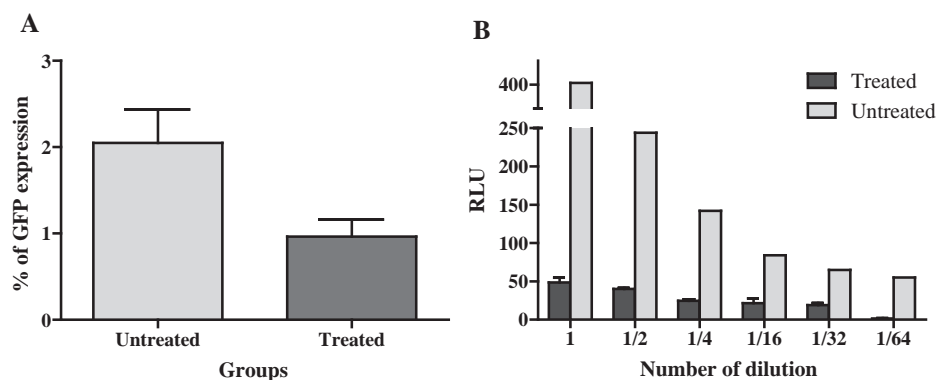 A
% of GFP expression
3
2
1
0
Untreated
Treated
Groups
B
RLU
400
250
200
150
100
50
0
1
1/2
1/4
1/16
1/32
1/64
Number of dilution
Treated
Untreated